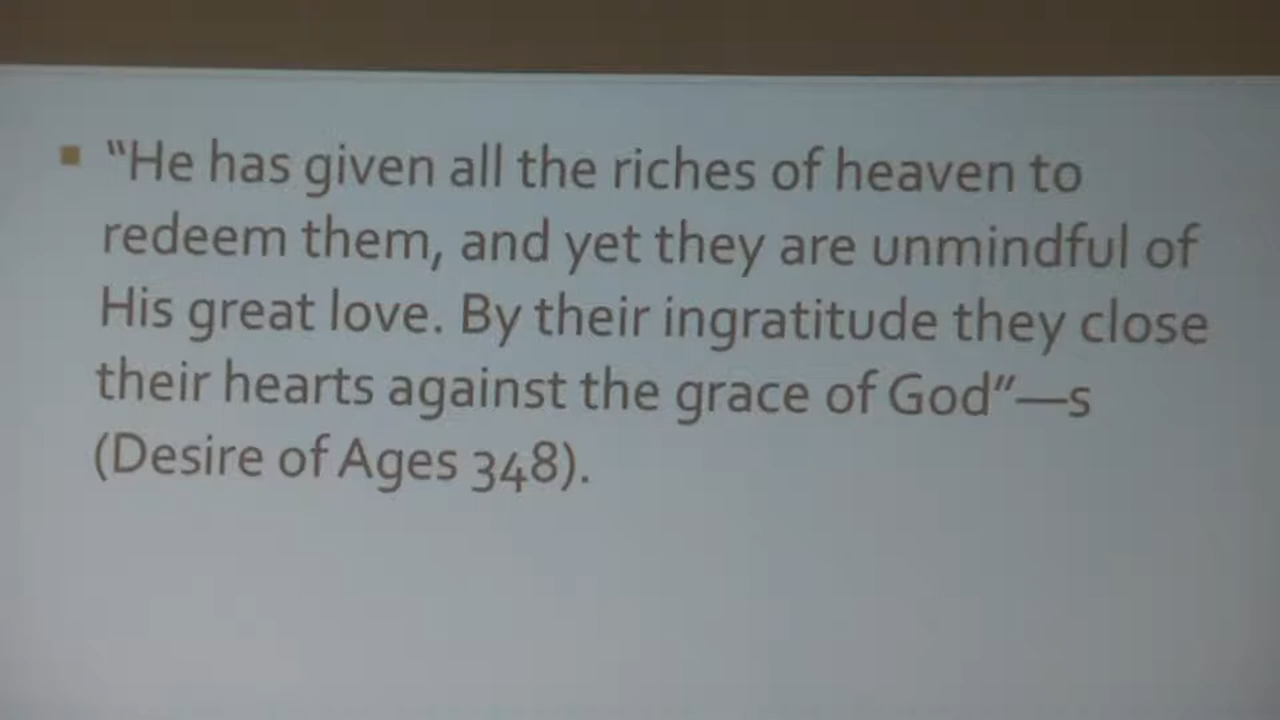 ▪ “He has given all the riches of heaven to
redeem them, and yet they are unmindful of
His great love. By their ingratitude they close
their hearts against the grace of God”—s
(Desire of Ages 348).